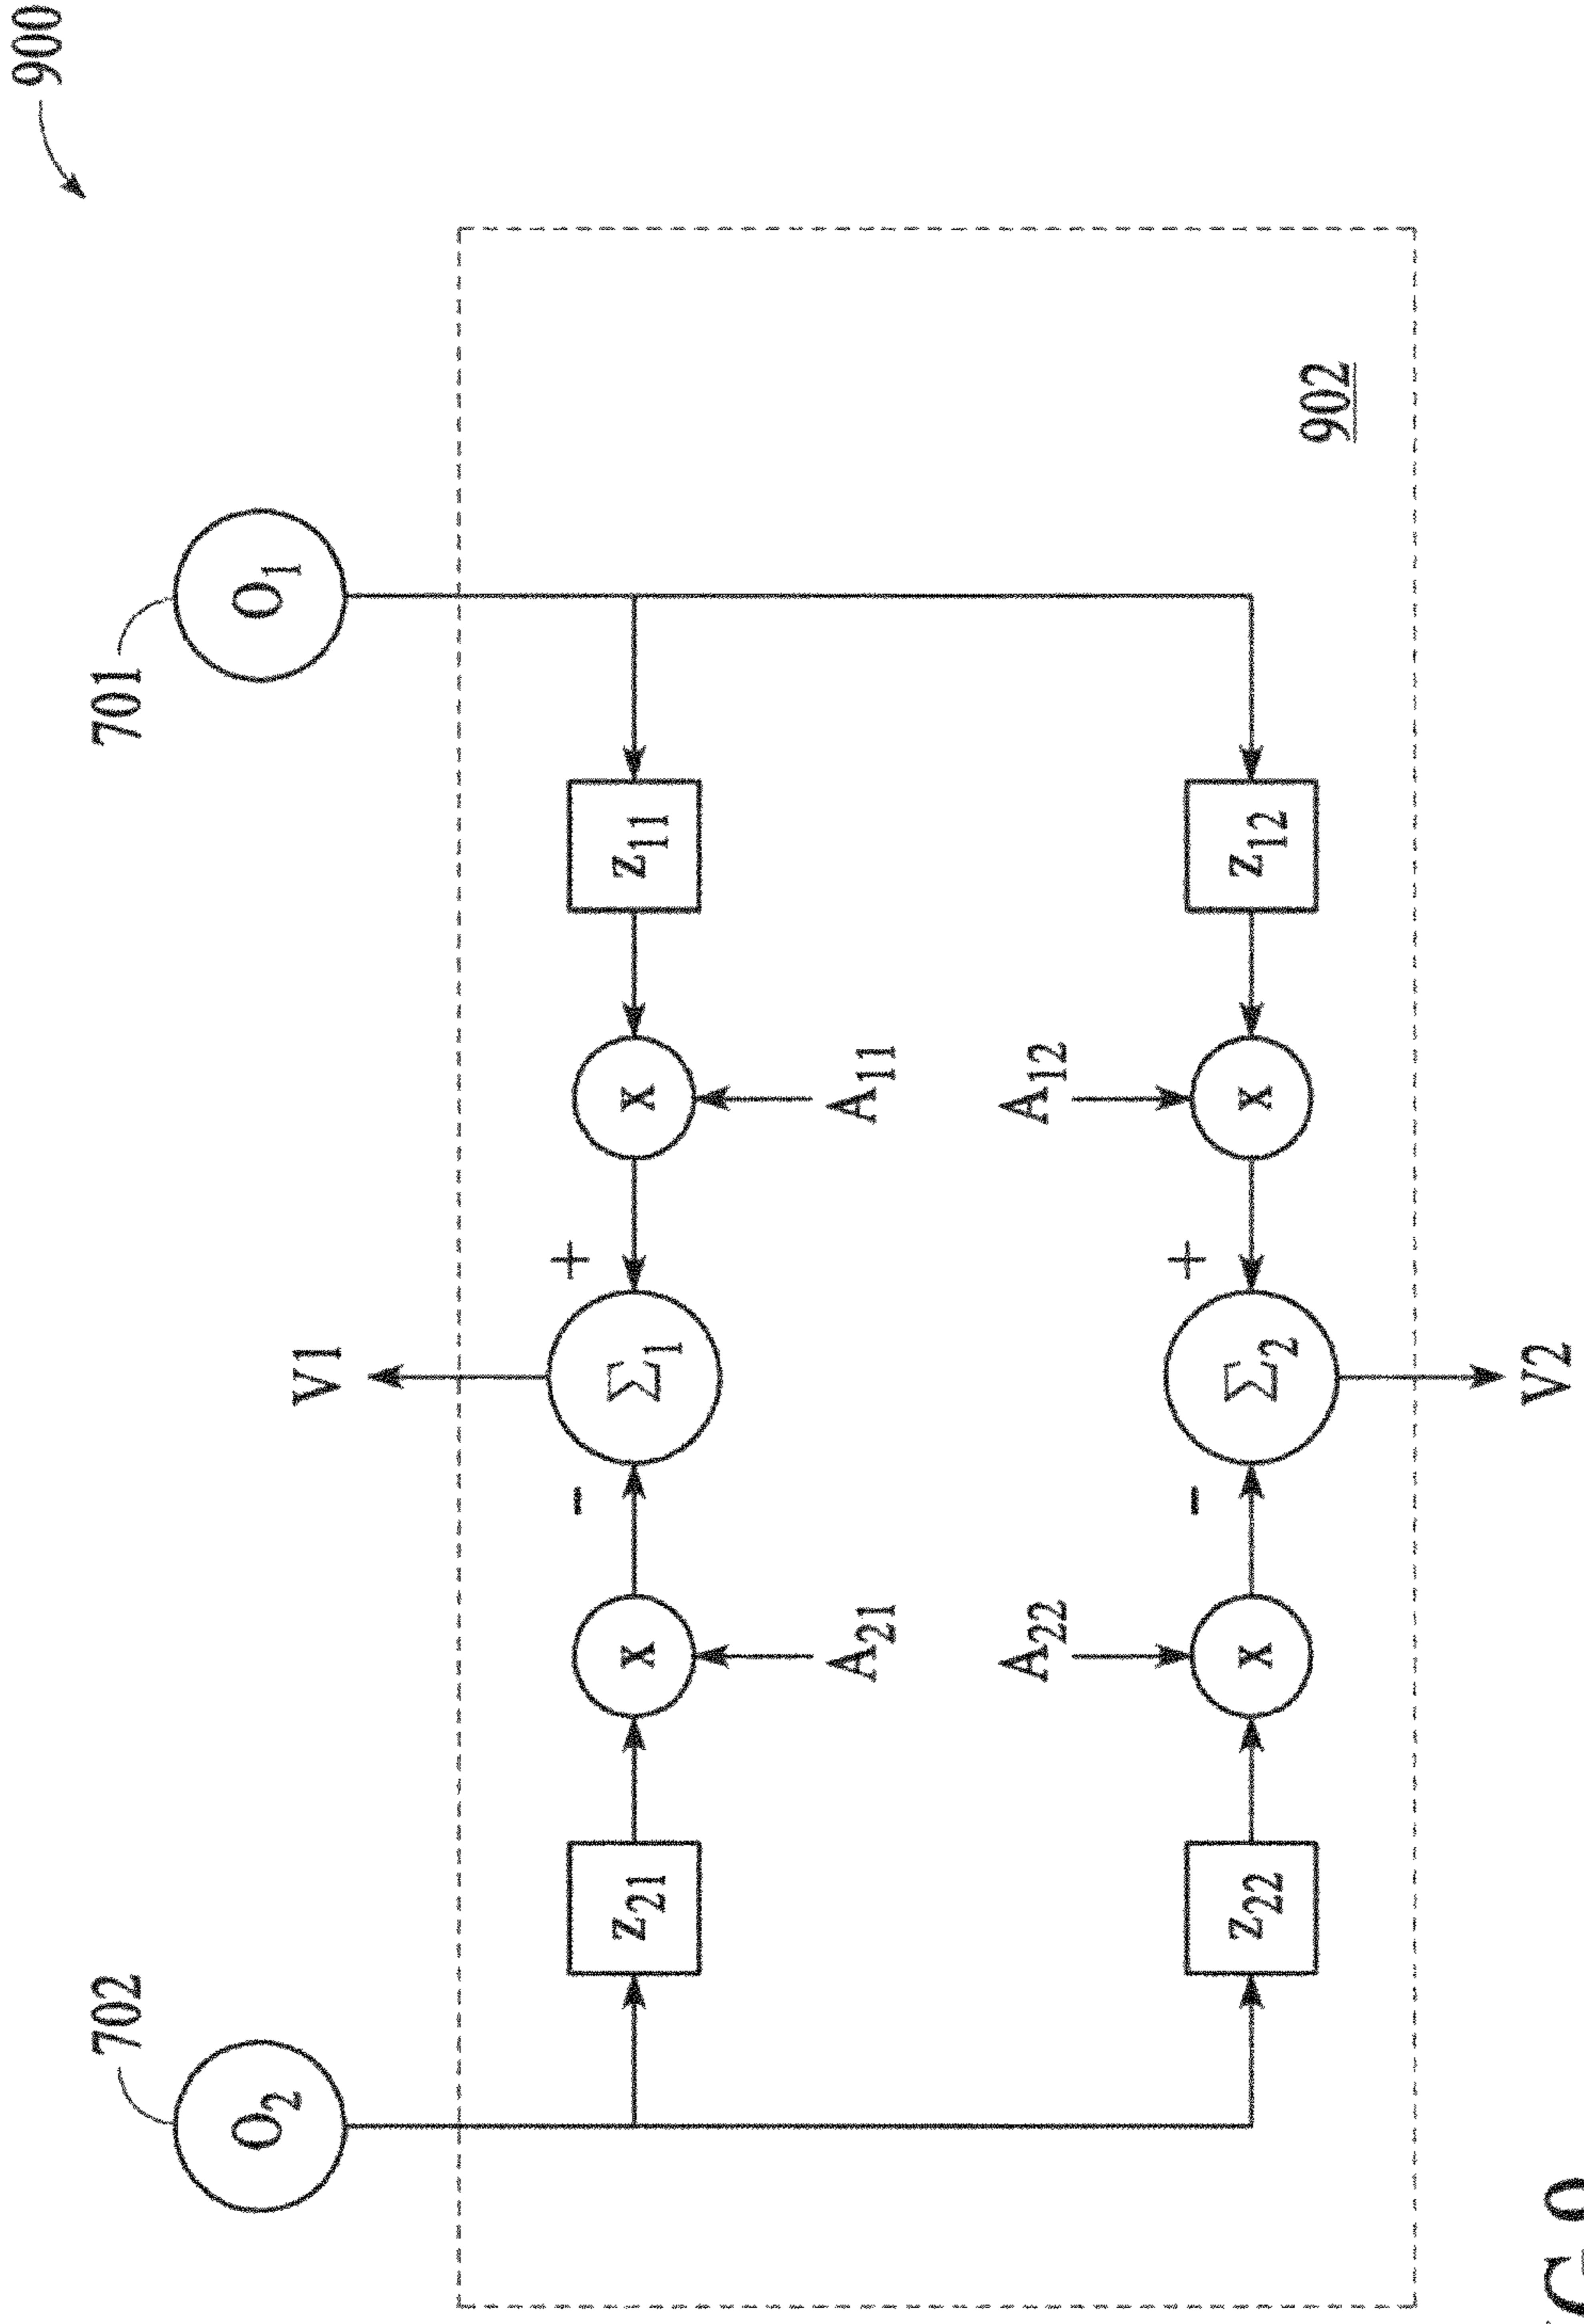 900
702
701
O2
O1
V1
z21
x
-
Σ1
+
x
z11
A21
A11
A22
A12
z22
x
-
Σ2
+
x
z12
902
V2